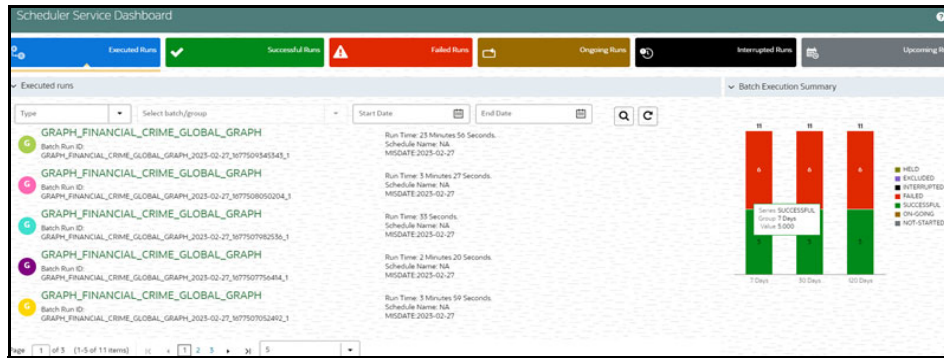 Scheduler Service Dashboard
Executed Runs
Successful Runs
Failed Runs
Ongoing Runs
Interrupted Runs
Upcoming R
Executed runs
Type
Select batch/group
Start Date
End Date
G
GRAPH_FINANCIAL_CRIME_GLOBAL_GRAPH
Batch Run ID:
GRAPH_FINANCIAL_CRIME_GLOBAL_GRAPH_2023-02-27_1677509345343_1
Run Time: 23 Minutes 56 Seconds.
Schedule Name: NA
MISDATE:2023-02-27
G
GRAPH_FINANCIAL_CRIME_GLOBAL_GRAPH
Batch Run ID:
GRAPH_FINANCIAL_CRIME_GLOBAL_GRAPH_2023-02-27_1677508050204_1
Run Time: 3 Minutes 27 Seconds.
Schedule Name: NA
MISDATE:2023-02-27
G
GRAPH_FINANCIAL_CRIME_GLOBAL_GRAPH
Batch Run ID:
GRAPH_FINANCIAL_CRIME_GLOBAL_GRAPH_2023-02-27_1677507982536_1
Run Time: 33 Seconds.
Schedule Name: NA
MISDATE:2023-02-27
G
GRAPH_FINANCIAL_CRIME_GLOBAL_GRAPH
Batch Run ID:
GRAPH_FINANCIAL_CRIME_GLOBAL_GRAPH_2023-02-27_1677507756414_1
Run Time: 2 Minutes 20 Seconds.
Schedule Name: NA
MISDATE:2023-02-27
G
GRAPH_FINANCIAL_CRIME_GLOBAL_GRAPH
Batch Run ID:
GRAPH_FINANCIAL_CRIME_GLOBAL_GRAPH_2023-02-27_1677507052492_1
Run Time: 3 Minutes 59 Seconds.
Schedule Name: NA
MISDATE:2023-02-27
Page 1 of 3 (1-5 of 11 items) 1 2 3 5
Batch Execution Summary
11 11 11
6 6 6
Series: SUCCESSFUL
Group: 7 Days
Value: 5.000
5 5 5
7 Days 30 Days 120 Days
HELD
EXCLUDED
INTERRUPTED
FAILED
SUCCESSFUL
ON-GOING
NOT-STARTED